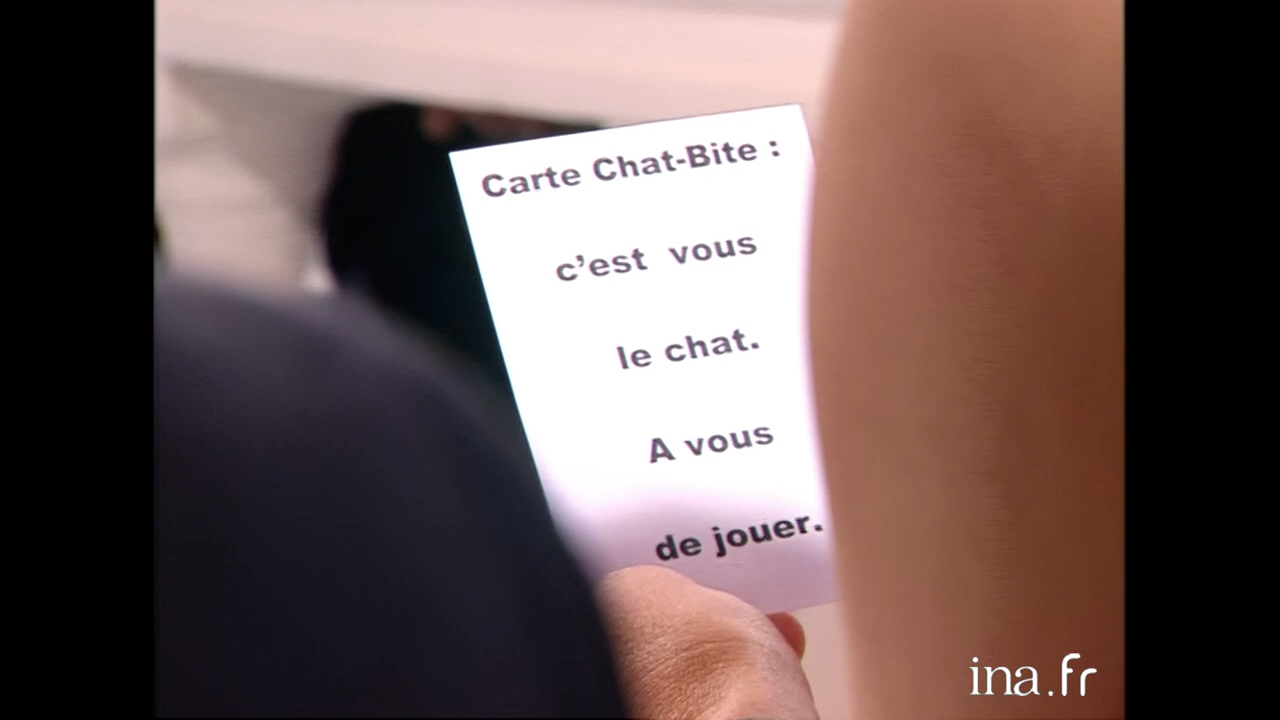 Carte Chat-Bite :
c'est vous
le chat.
A vous
de jouer.
ina.fr